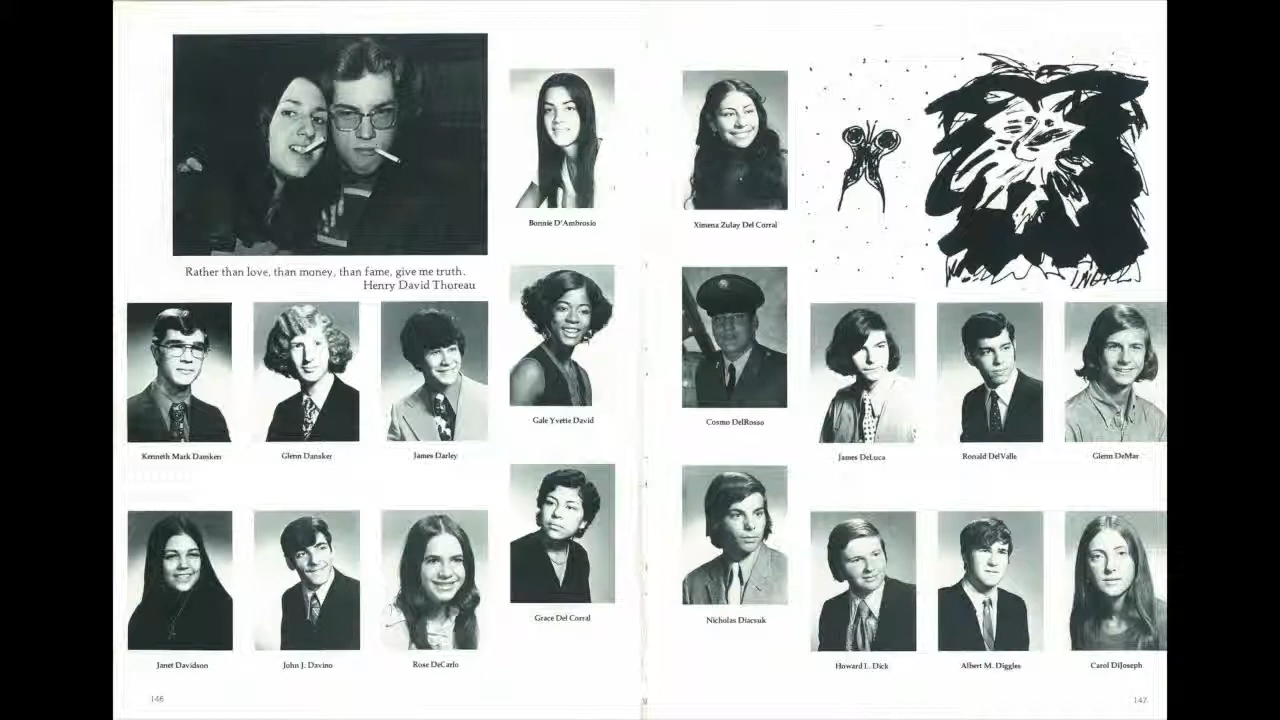 Bonnie D'Ambrosio
Rather than love, than money, than fame, give me truth.
Henry David Thoreau
Gale Yvette David
Kenneth Mark Dansken
Glenn Dansker
James Darley
Grace Del Corral
Janet Davidson
John J. Davino
Rose DeCarlo
146
Ximena Zulay Del Corral
Cosmo DelRosso
James DeLuca
Ronald DelValle
Glenn DeMar
Nicholas Diacsuk
Howard L. Dick
Albert M. Diggles
Carol DiJoseph
147